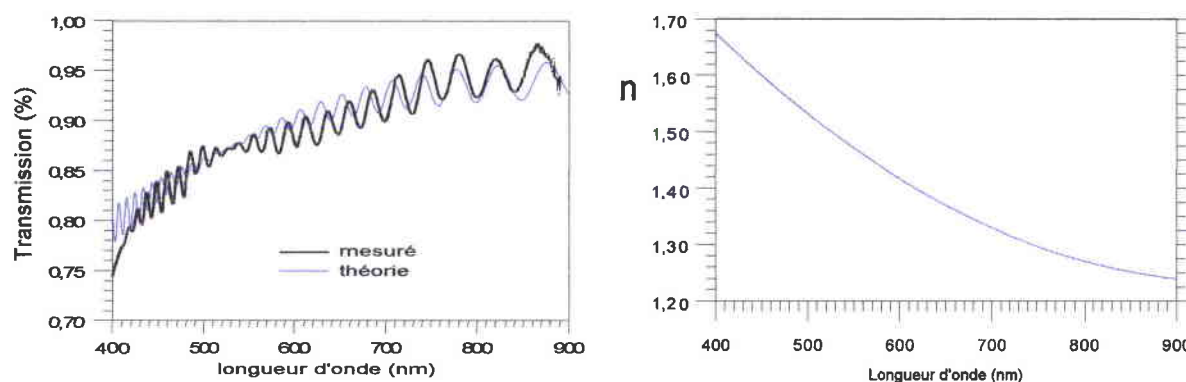 1,00
0,95
0,90
0,85
0,80
0,75
0,70
Transmission (%)
mesuré
théorie
400 500 600 700 800 900
longueur d'onde (nm)
1,70
1,60
1,50
1,40
1,30
1,20
n
400 500 600 700 800 900
Longueur d'onde (nm)